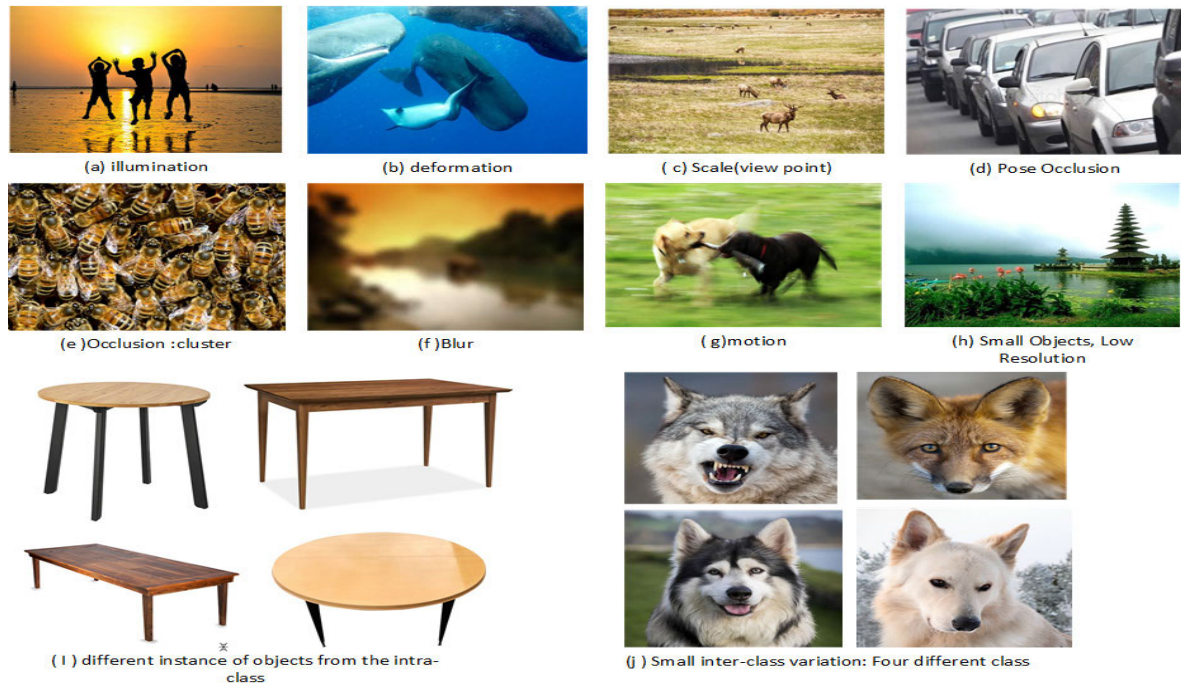 (a) illumination
(b) deformation
( c) Scale(view point)
(d) Pose Occlusion
(e )Occlusion :cluster
(f )Blur
( g)motion
(h) Small Objects, Low
Resolution
( I ) different instance of objects from the intra-
class
(j ) Small inter-class variation: Four different class